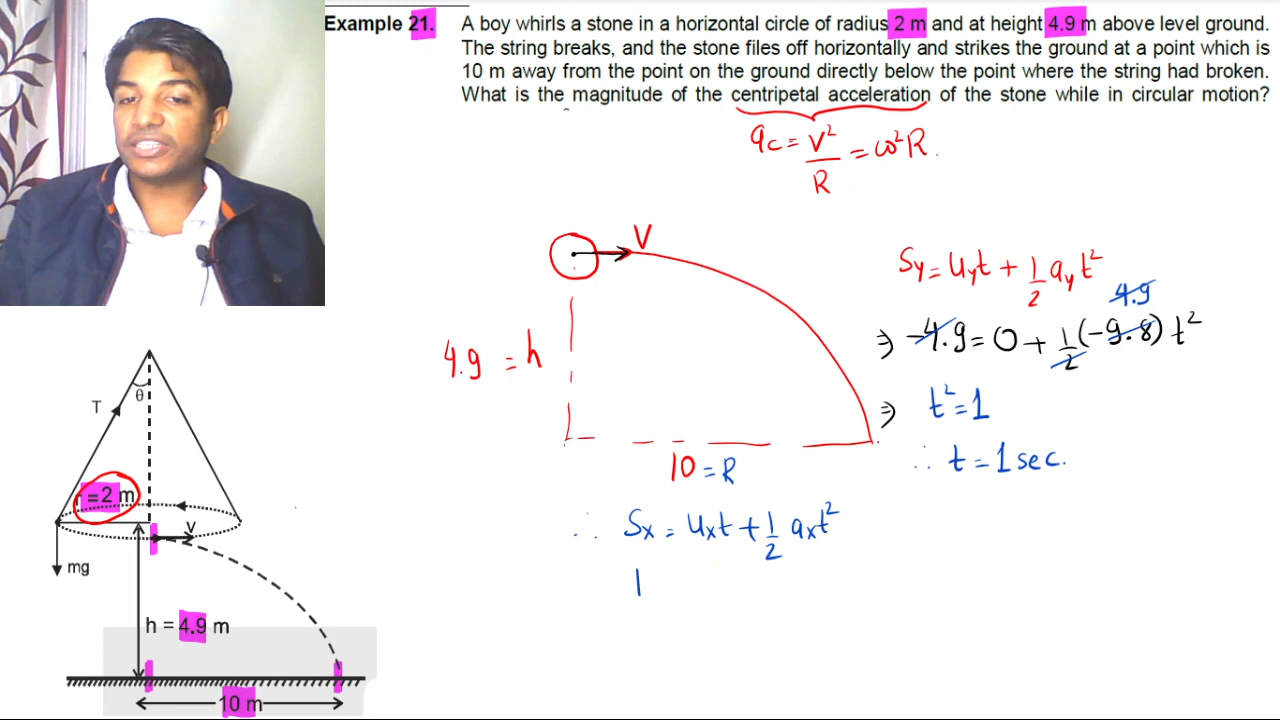 Example 21. A boy whirls a stone in a horizontal circle of radius 2 m and at height 4.9 m above level ground.
The string breaks, and the stone files off horizontally and strikes the ground at a point which is
10 m away from the point on the ground directly below the point where the string had broken.
What is the magnitude of the centripetal acceleration of the stone while in circular motion?
ac = V²/R = ω²R.
V
Sy = uyt + 1/2 ayt²
4.9
⇒ -4.9 = 0 + 1/2 (-9.8) t²
4.9 = h
⇒ t² = 1
10 = R
∴ t = 1 sec.
∴ Sx = uxt + 1/2 axt²
1
θ
T
= 2 m
v
mg
h = 4.9 m
10 m